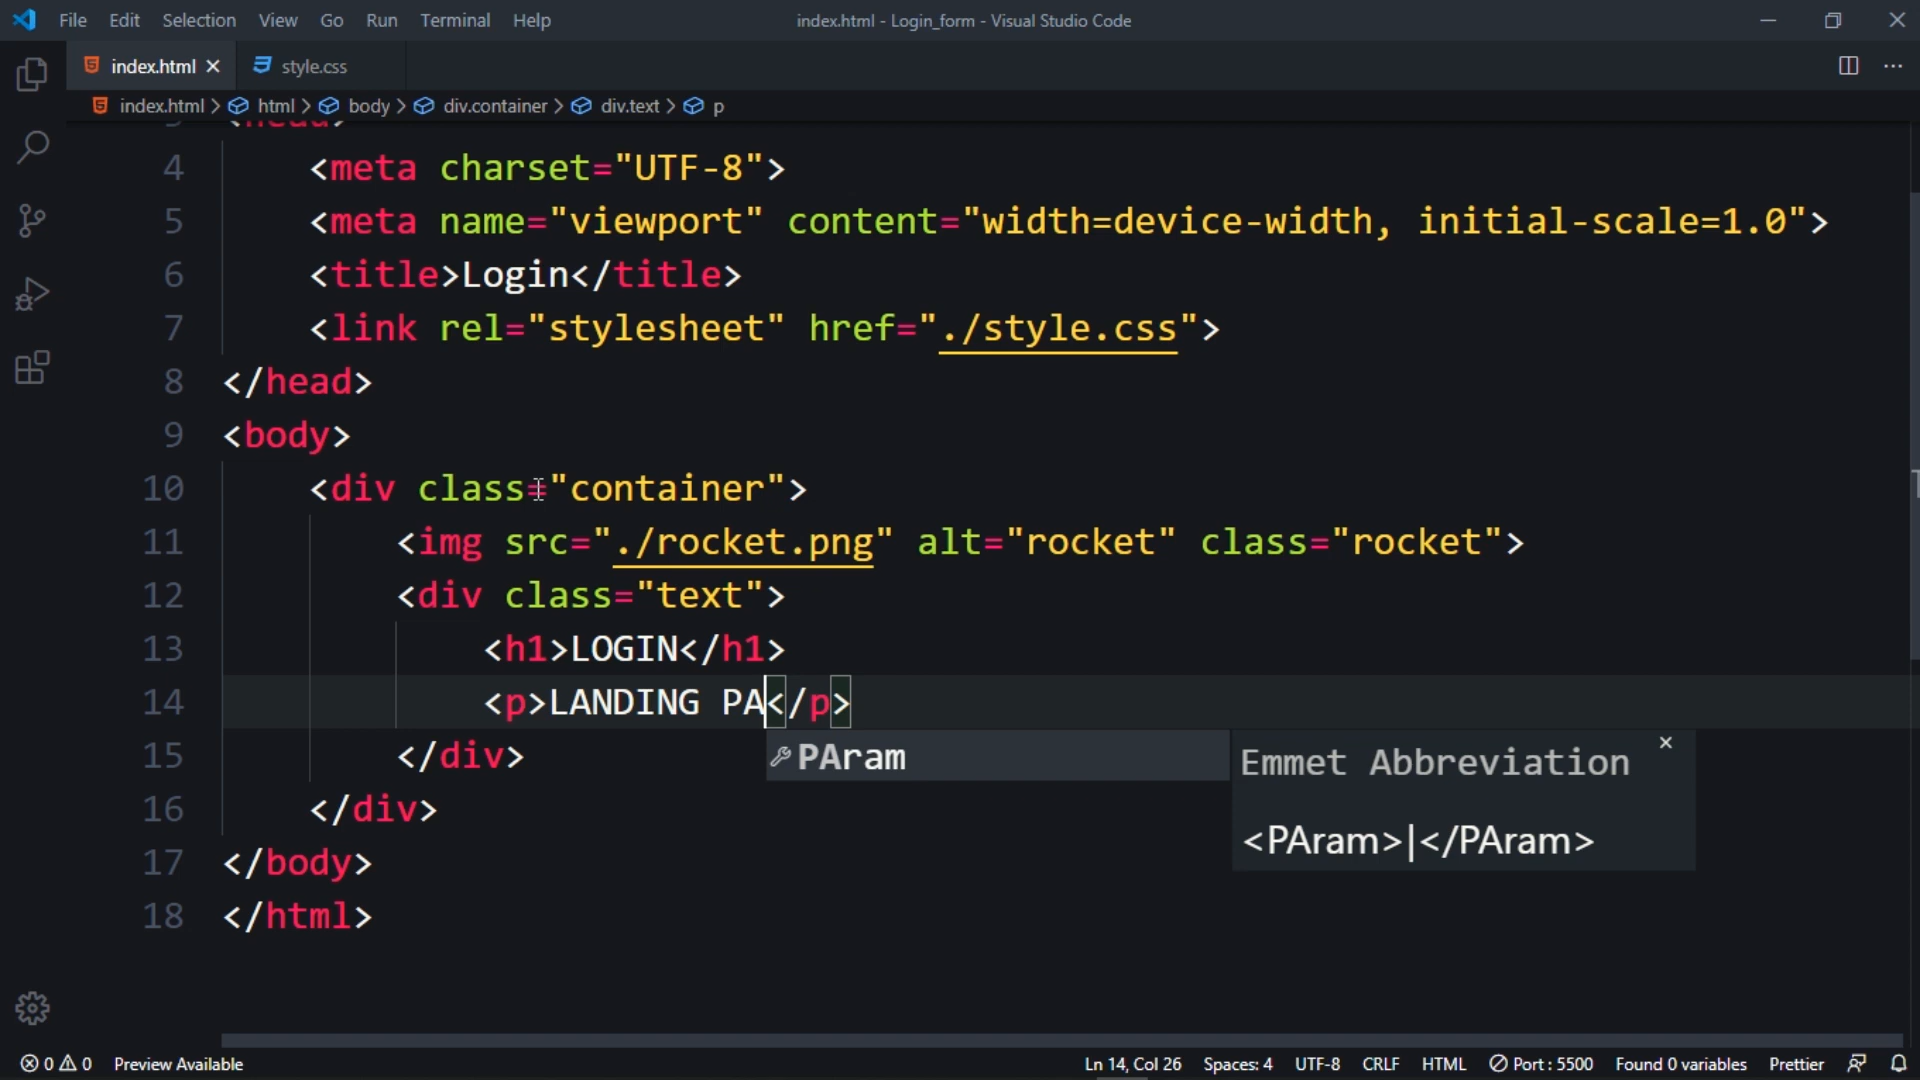 File Edit Selection View Go Run Terminal Help index.html - Login_form - Visual Studio Code
index.html style.css
index.html > html > body > div.container > div.text > p
3 <head>
4 <meta charset="UTF-8">
5 <meta name="viewport" content="width=device-width, initial-scale=1.0">
6 <title>Login</title>
7 <link rel="stylesheet" href="./style.css">
8 </head>
9 <body>
10 <div class="container">
11 <img src="./rocket.png" alt="rocket" class="rocket">
12 <div class="text">
13 <h1>LOGIN</h1>
14 <p>LANDING PA</p>
PAram
Emmet Abbreviation
<PAram>|</PAram>
15 </div>
16 </div>
17 </body>
18 </html>
0 0 Preview Available Ln 14, Col 26 Spaces: 4 UTF-8 CRLF HTML Port : 5500 Found 0 variables Prettier